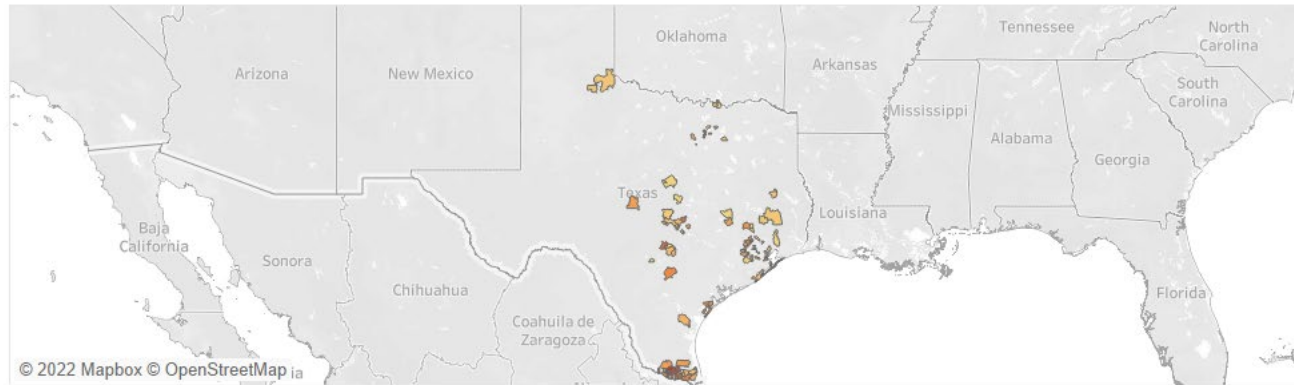 Tennessee
North
Carolina
Oklahoma
Arkansas
Arizona
New Mexico
South
Carolina
Mississippi
Alabama
Georgia
Texas
Louisiana
Baja
California
Sonora
Chihuahua
Florida
Coahuila de
Zaragoza
© 2022 Mapbox © OpenStreetMap